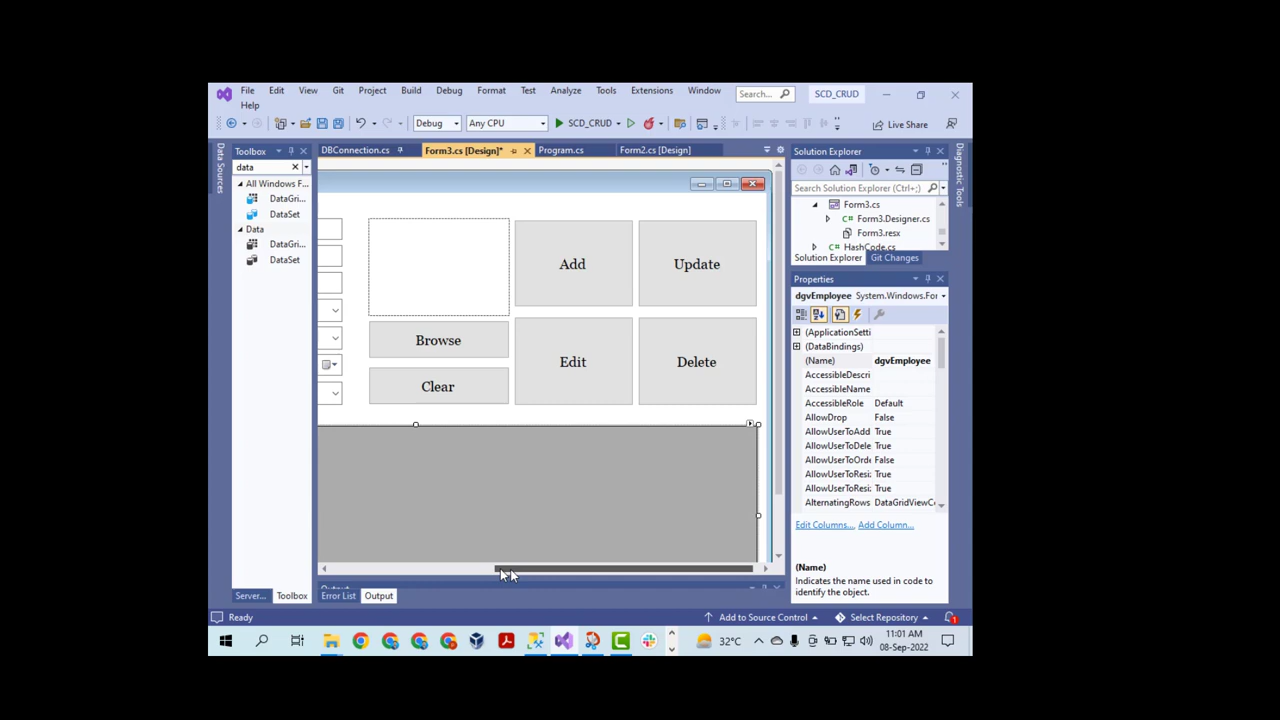 File Edit View Git Project Build Debug Format Test Analyze Tools Extensions Window Search... SCD_CRUD
Help
Debug Any CPU SCD_CRUD Live Share
Data Sources
Toolbox
data
All Windows F...
DataGri...
DataSet
Data
DataGri...
DataSet
DBConnection.cs Form3.cs [Design]* Program.cs Form2.cs [Design]
Add Update
Browse
Edit Delete
Clear
Solution Explorer
Search Solution Explorer (Ctrl+;)
Form3.cs
Form3.Designer.cs
Form3.resx
HashCode.cs
Solution Explorer Git Changes
Diagnostic Tools
Properties
dgvEmployee System.Windows.For
(ApplicationSetti
(DataBindings)
(Name) dgvEmployee
AccessibleDescri
AccessibleName
AccessibleRole Default
AllowDrop False
AllowUserToAdd True
AllowUserToDele True
AllowUserToOrde False
AllowUserToResi: True
AllowUserToResi: True
AlternatingRows DataGridViewC
Edit Columns..., Add Column...
(Name)
Indicates the name used in code to
identify the object.
Server... Toolbox Error List Output
Ready Add to Source Control Select Repository 1
32°C 11:01 AM
08-Sep-2022